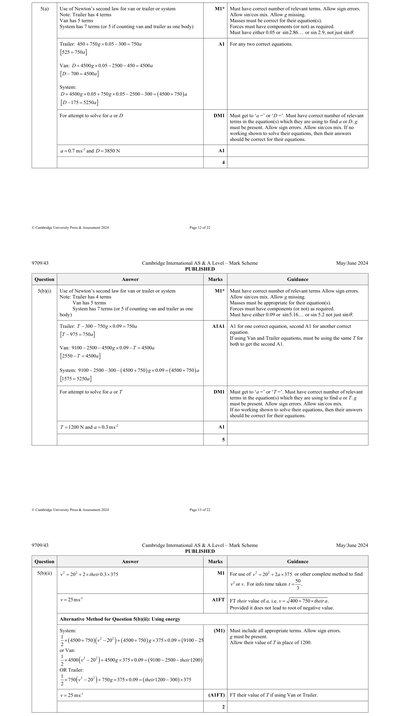 5(a)
Use of Newton's second law for van or trailer or system
Note: Trailer has 4 terms
Van has 5 terms
System has 7 terms (or 5 if counting van and trailer as one body)
M1*
Must have correct number of relevant terms. Allow sign errors.
Allow sin/cos mix. Allow g missing.
Masses must be correct for their equation(s).
Forces must have components (or not) as required.
Must have either 0.05 or sin2.86… or sin 2.9, not just sinθ.
Trailer: 450 + 750g × 0.05 − 300 = 750a
[525 = 750a]
Van: D + 4500g × 0.05 − 2500 − 450 = 4500a
[D − 700 = 4500a]
System:
D + 4500g × 0.05 + 750g × 0.05 − 2500 − 300 = (4500 + 750)a
[D − 175 = 5250a]
A1
For any two correct equations.
For attempt to solve for a or D
DM1
Must get to 'a =' or 'D ='. Must have correct number of relevant
terms in the equation(s) which they are using to find a or D. g
must be present. Allow sign errors. Allow sin/cos mix. If no
working seen to solve their equations, then their answers
should be correct for their equations.
a = 0.7 ms⁻² and D = 3850 N
A1
4
© Cambridge University Press & Assessment 2024
Page 12 of 22
9709/43
Cambridge International AS & A Level – Mark Scheme
PUBLISHED
May/June 2024
Question
Answer
Marks
Guidance
5(b)(i)
Use of Newton's second law for van or trailer or system
Note: Trailer has 4 terms
Van has 5 terms
System has 7 terms (or 5 if counting van and trailer as one
body)
M1*
Must have correct number of relevant terms Allow sign errors.
Allow sin/cos mix. Allow g missing.
Masses must be appropriate for their equation(s).
Forces must have components (or not) as required.
Must have either 0.09 or sin5.16… or sin 5.2 not just sinθ.
Trailer: T − 300 − 750g × 0.09 = 750a
[T − 975 = 750a]
Van: 9100 − 2500 − 4500g × 0.09 − T = 4500a
[2550 − T = 4500a]
System: 9100 − 2500 − 300 − (4500 + 750)g × 0.09 = (4500 + 750)a
[1575 = 5250a]
A1A1
A1 for one correct equation, second A1 for another correct
equation.
If using Van and Trailer equations, must be using the same T for
both to get the second A1.
For attempt to solve for a or T
DM1
Must get to 'a =' or 'T ='. Must have correct number of relevant
terms in the equation(s) which they are using to find a or T. g
must be present. Allow sign errors. Allow sin/cos mix.
If no working seen to solve their equations, then their answers
should be correct for their equations.
T = 1200 N and a = 0.3 ms⁻²
A1
5
© Cambridge University Press & Assessment 2024
Page 13 of 22
9709/43
Cambridge International AS & A Level – Mark Scheme
PUBLISHED
May/June 2024
Question
Answer
Marks
Guidance
5(b)(ii)
v² = 20² + 2 × their 0.3 × 375
M1
For use of v² = 20² + 2a × 375 or other complete method to find
v² or v. For info time taken t = 50/3
v = 25 ms⁻¹
A1FT
FT their value of a, i.e. v = √(400 + 750 × their a).
Provided it does not lead to root of negative value.
Alternative Method for Question 5(b)(ii): Using energy
System:
1/2 × (4500 + 750)(v² − 20²) + (4500 + 750)g × 375 × 0.09 = (9100 − 25
or Van:
1/2 × 4500(v² − 20²) + 4500g × 375 × 0.09 = (9100 − 2500 − their1200)
OR Trailer:
1/2 × 750(v² − 20²) + 750g × 375 × 0.09 = (their1200 − 300) × 375
(M1)
Must include all appropriate terms. Allow sign errors.
g must be present.
Allow their value of T in place of 1200.
v = 25 ms⁻¹
(A1FT)
FT their value of T if using Van or Trailer.
2